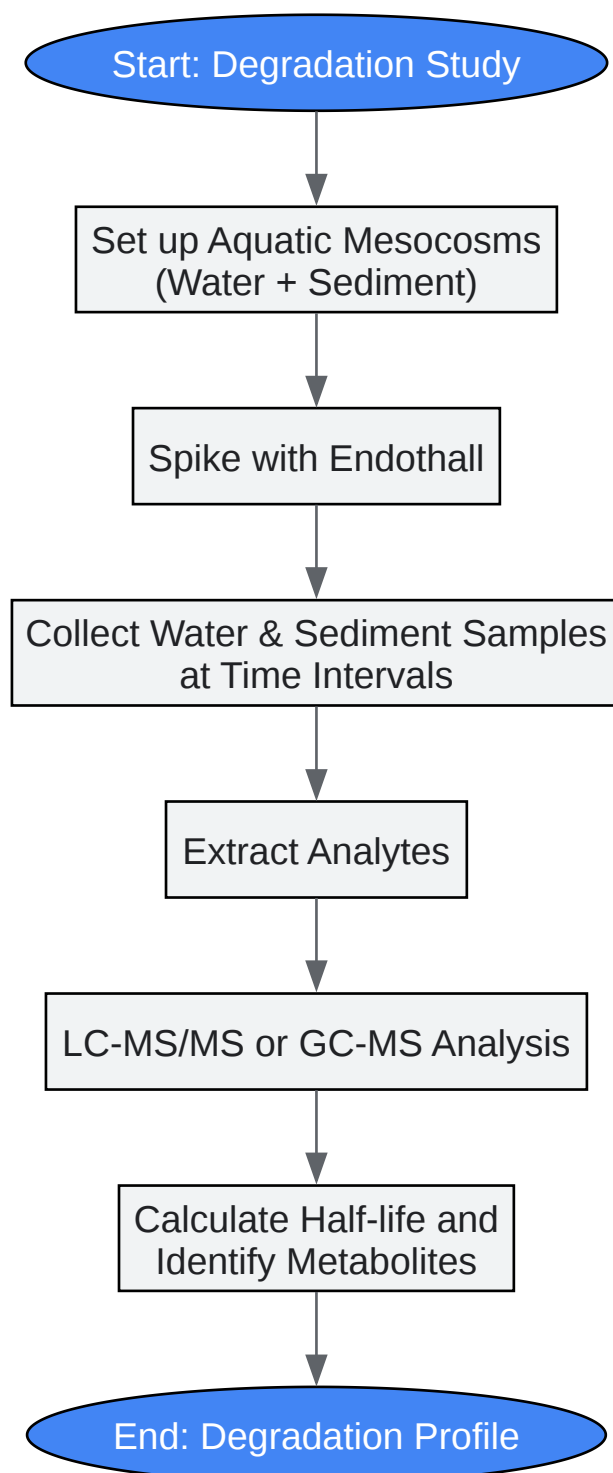 Start: Degradation Study
Set up Aquatic Mesocosms
(Water + Sediment)
Spike with Endothall
Collect Water & Sediment Samples
at Time Intervals
Extract Analytes
LC-MS/MS or GC-MS Analysis
Calculate Half-life and
Identify Metabolites
End: Degradation Profile